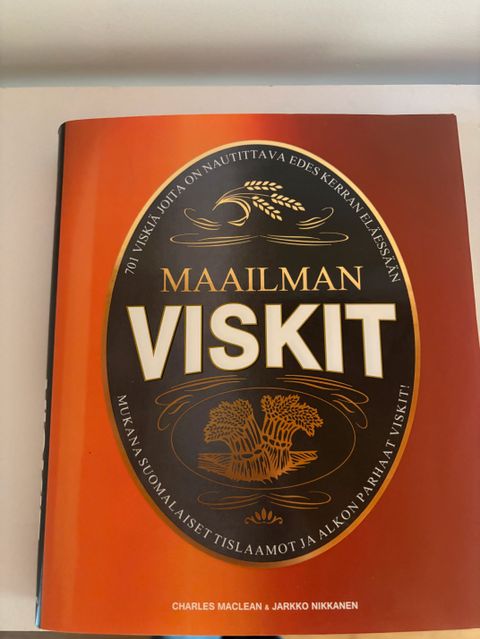 701 VISKIÄ JOITA ON NAUTITTAVA EDES KERRAN ELÄESSÄÄN
MAAILMAN
VISKIT
MUKANA SUOMALAISET TISLAAMOT JA ALKON PARHAAT VISKIT!
CHARLES MACLEAN & JARKKO NIKKANEN